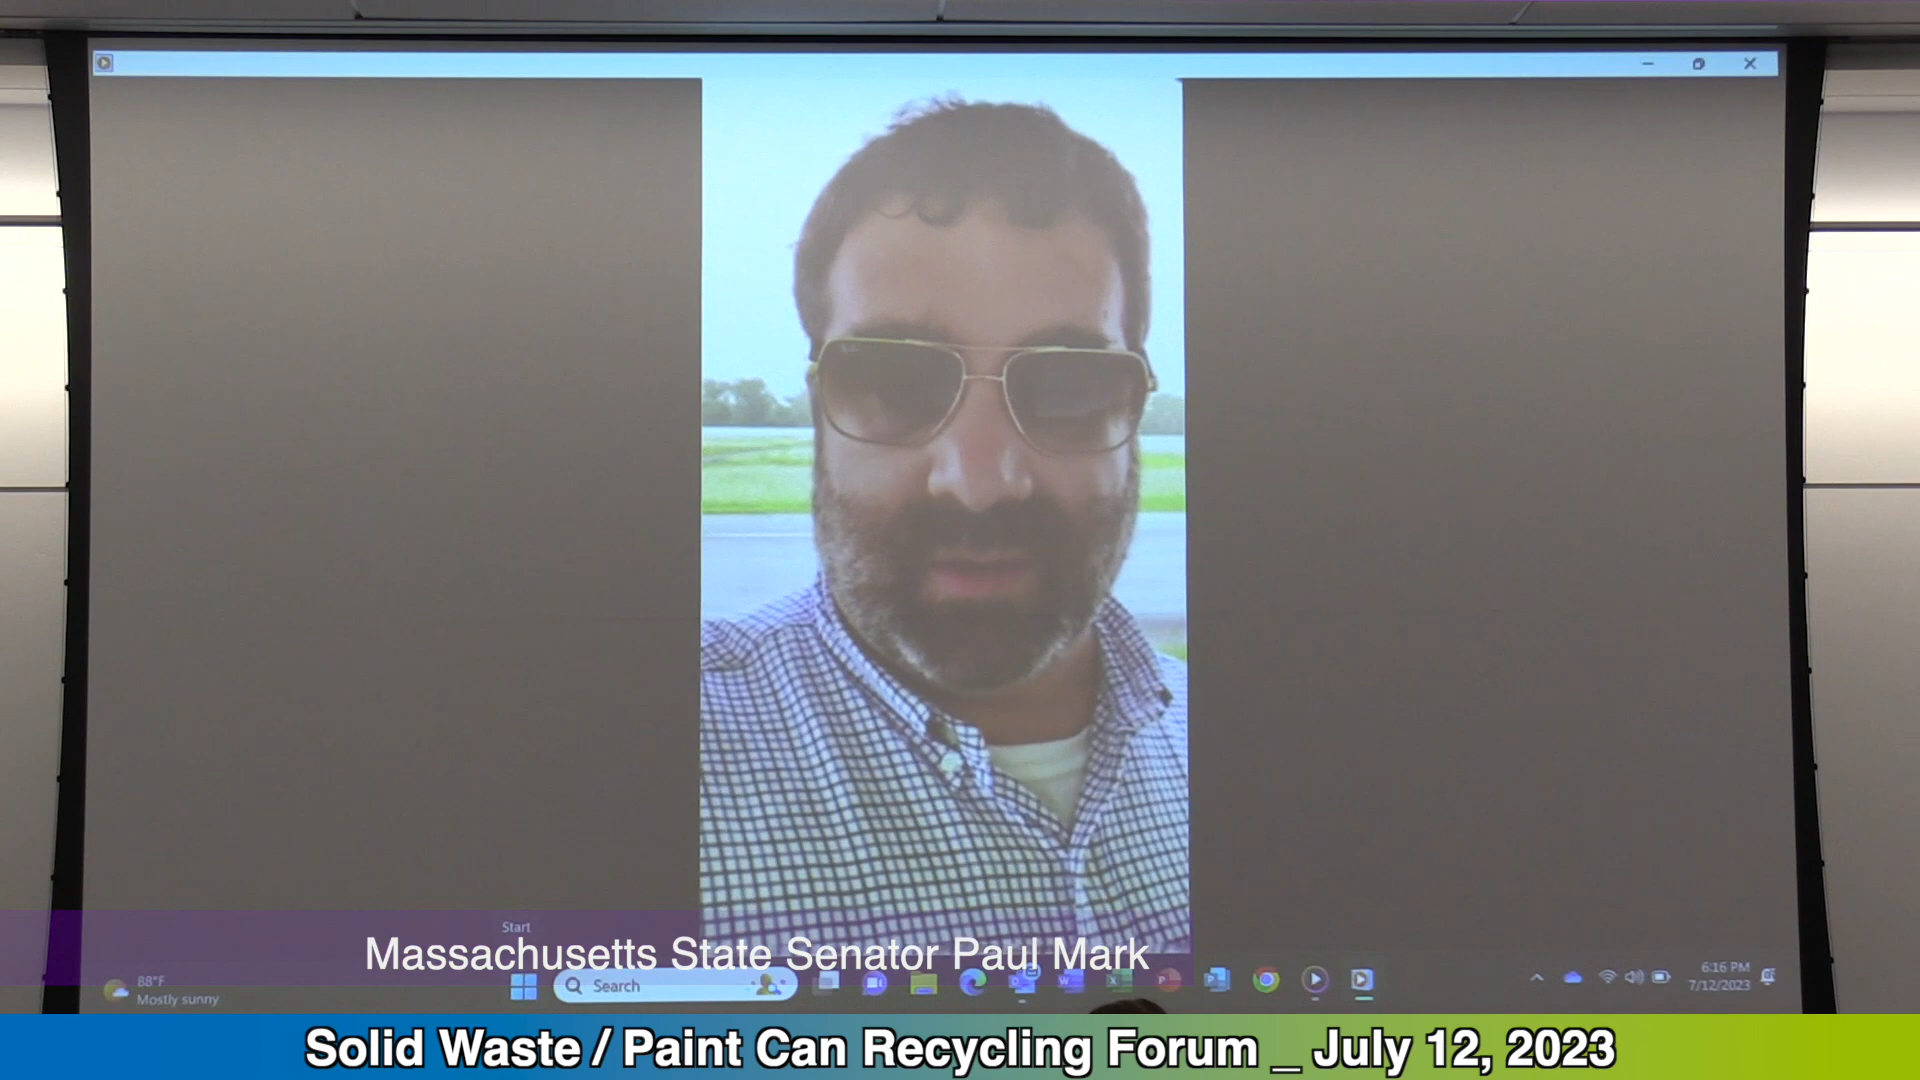 Start
Massachusetts State Senator Paul Mark
88°F
Mostly sunny
Search
6:16 PM
7/12/2023
Solid Waste / Paint Can Recycling Forum _ July 12, 2023